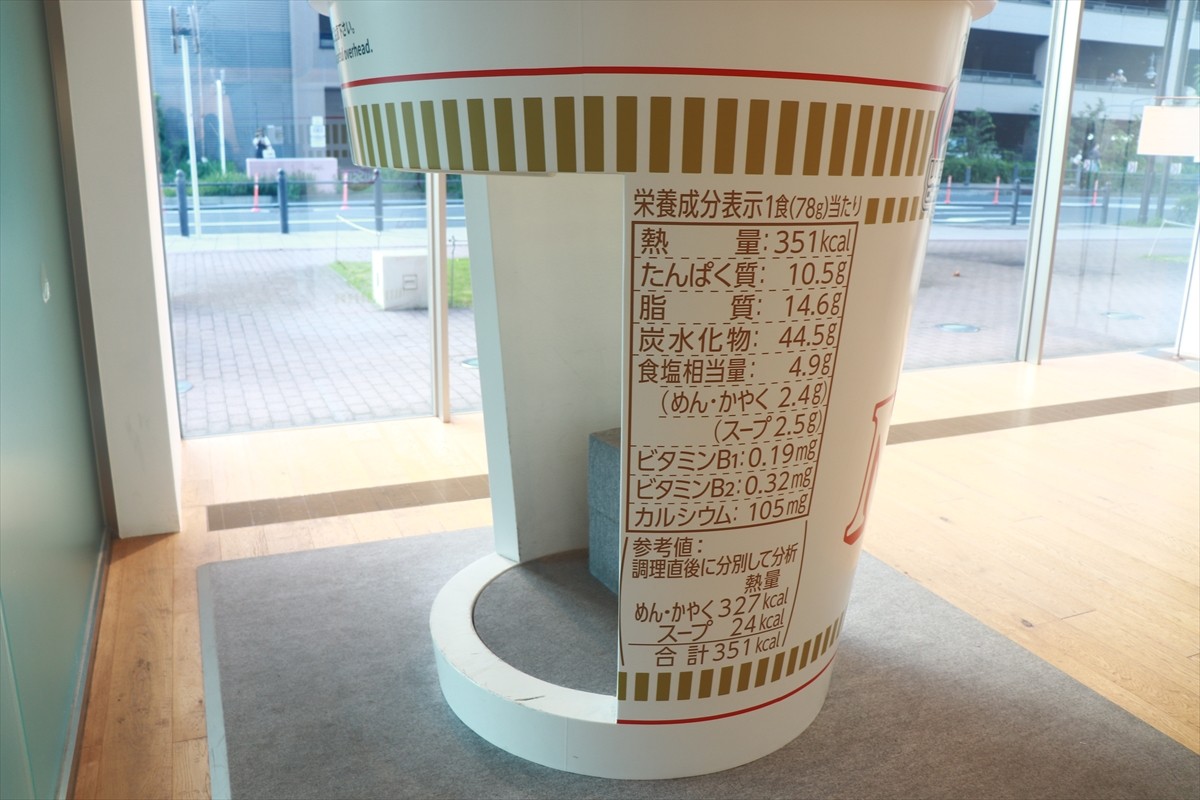 下さい。
overhead.
栄養成分表示1食(78g)当たり
熱量:351kcal
たんぱく質:10.5g
脂質:14.6g
炭水化物:44.5g
食塩相当量:4.9g
(めん・かやく 2.4g)
(スープ 2.5g)
ビタミンB1:0.19mg
ビタミンB2:0.32mg
カルシウム:105mg
参考値:
調理直後に分別して分析
熱量
めん・かやく 327kcal
スープ 24kcal
合計 351kcal